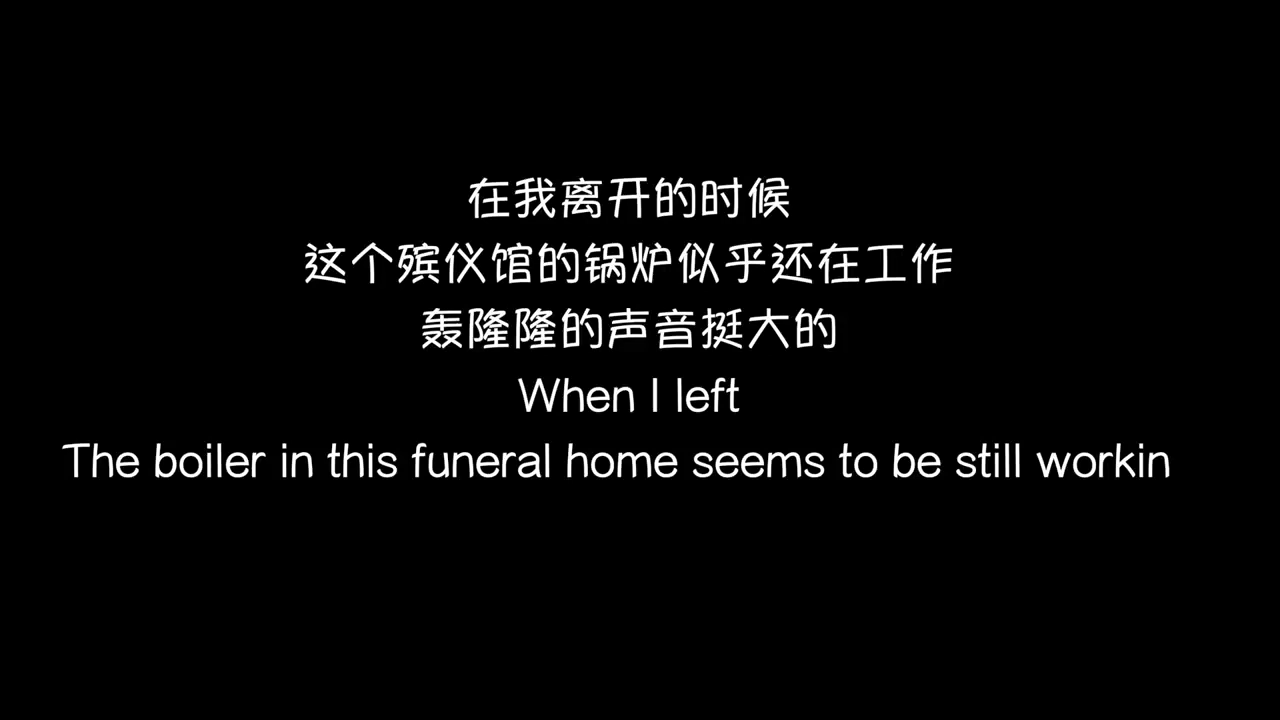 在我离开的时候
这个殡仪馆的锅炉似乎还在工作
轰隆隆的声音挺大的
When I left
The boiler in this funeral home seems to be still workin